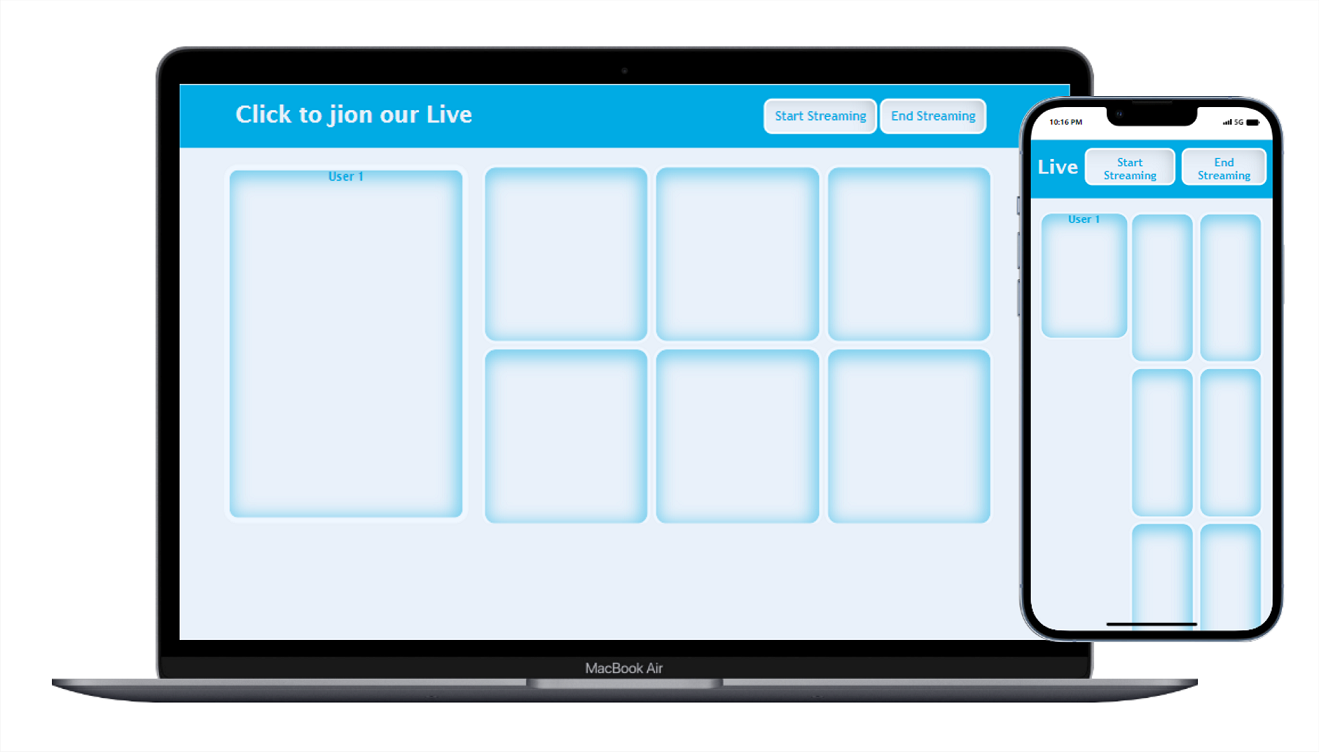 Click to jion our Live
Start Streaming
End Streaming
User 1
MacBook Air
10:16 PM
5G
Live
Start
Streaming
End
Streaming
User 1